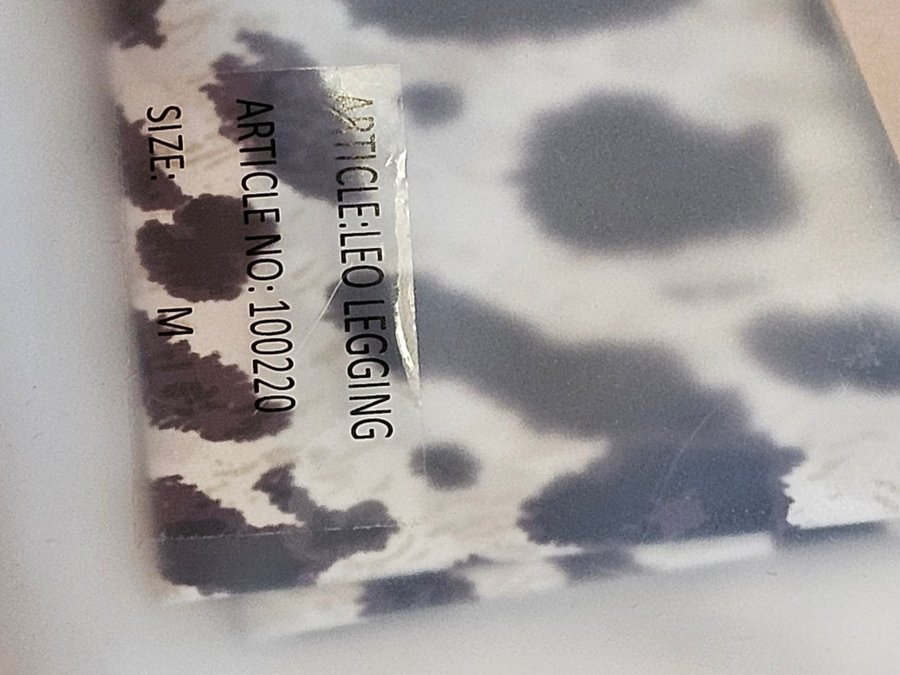 ARTICLE:LEO LEGGING
ARTICLE NO: 100220
SIZE: M